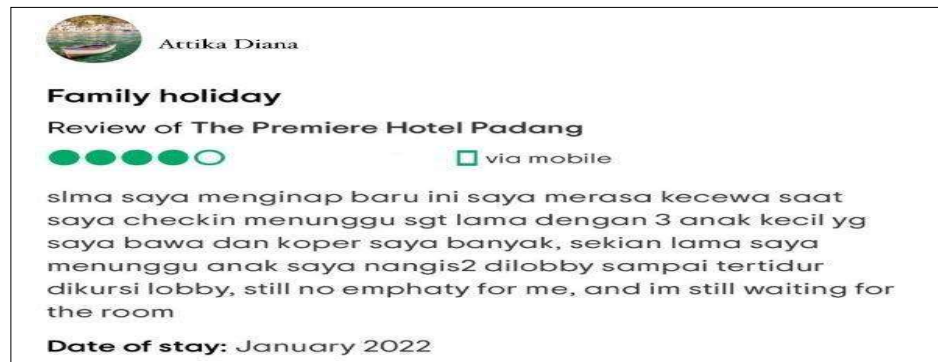 Attika Diana
Family holiday
Review of The Premiere Hotel Padang
via mobile
slma saya menginap baru ini saya merasa kecewa saat
saya checkin menunggu sgt lama dengan 3 anak kecil yg
saya bawa dan koper saya banyak, sekian lama saya
menunggu anak saya nangis2 dilobby sampai tertidur
dikursi lobby, still no emphaty for me, and im still waiting for
the room
Date of stay: January 2022